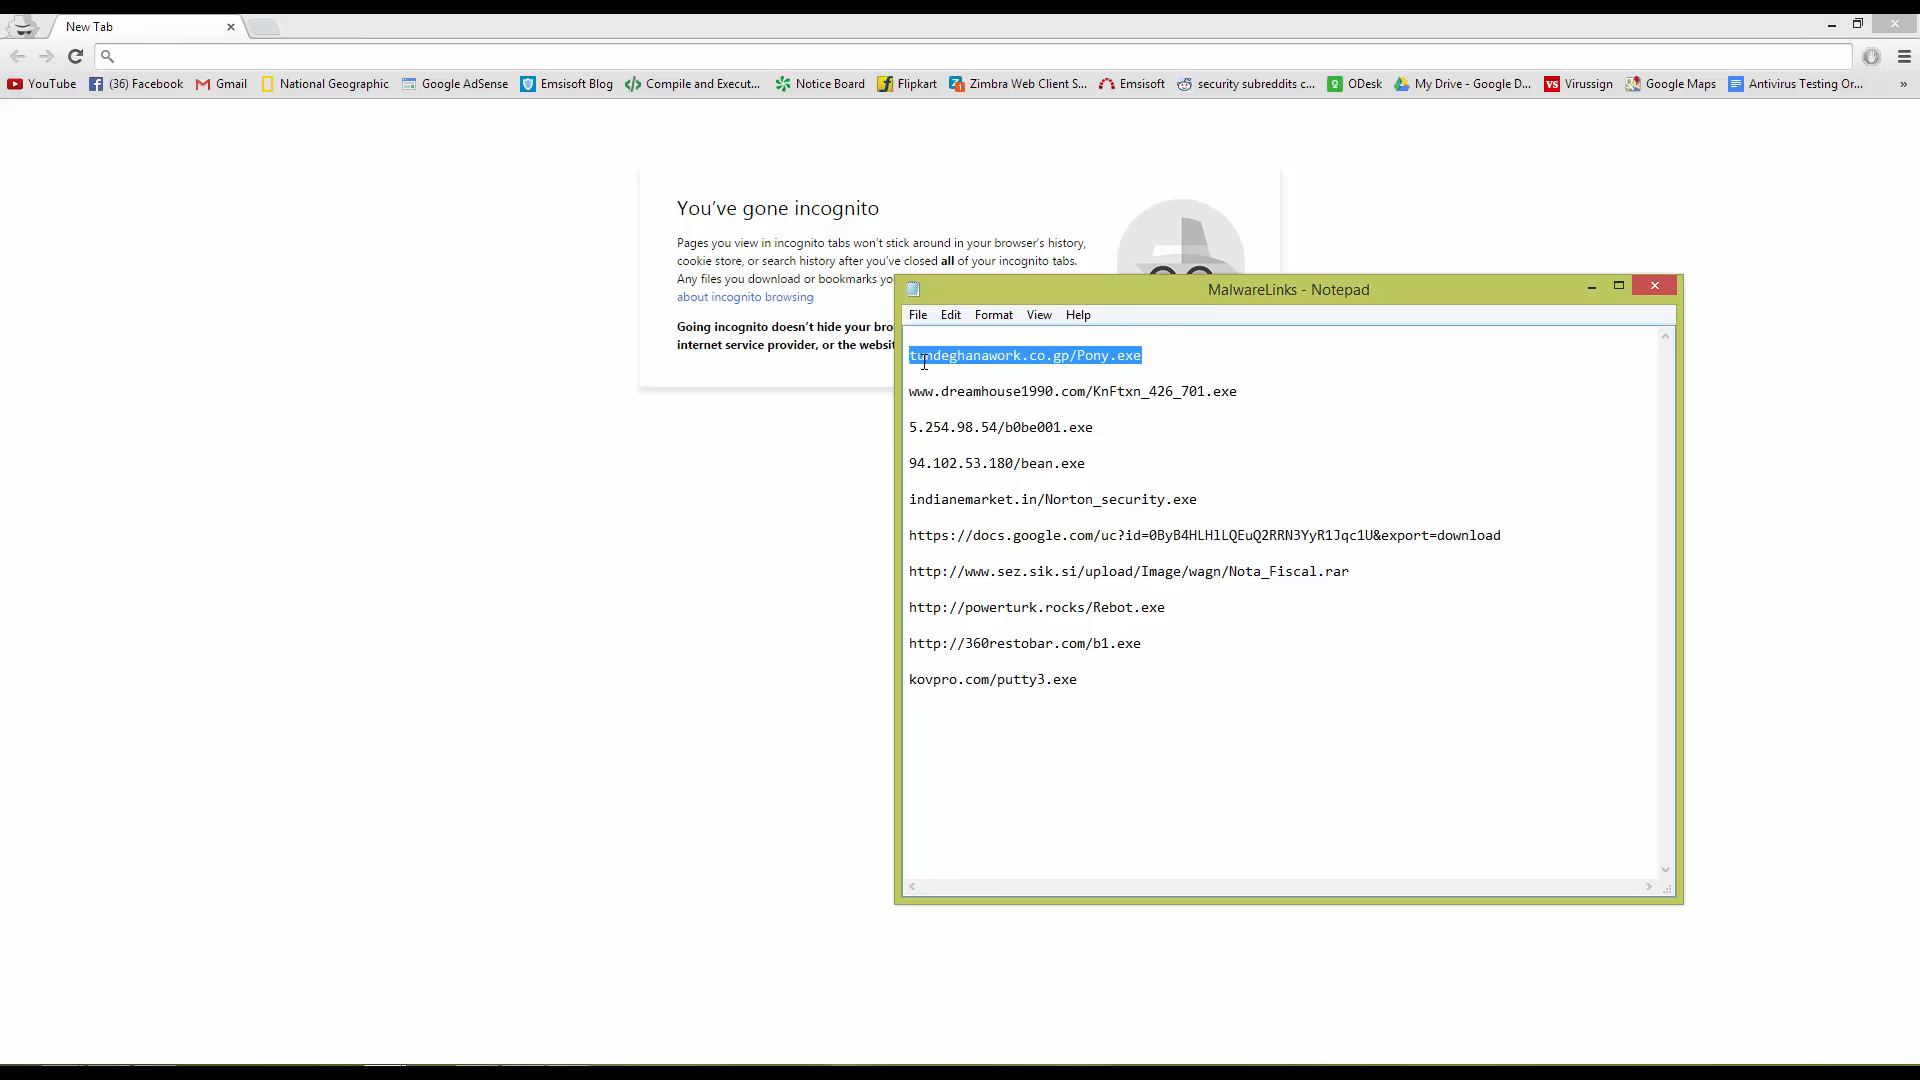 New Tab
YouTube (36) Facebook Gmail National Geographic Google AdSense Emsisoft Blog Compile and Execut... Notice Board Flipkart Zimbra Web Client S... Emsisoft security subreddits c... ODesk My Drive - Google D... VS Virussign Google Maps Antivirus Testing Or... »
You've gone incognito
Pages you view in incognito tabs won't stick around in your browser's history,
cookie store, or search history after you've closed all of your incognito tabs.
Any files you download or bookmarks yo
about incognito browsing
Going incognito doesn't hide your bro
internet service provider, or the websit
MalwareLinks - Notepad
File Edit Format View Help
tundeghanawork.co.gp/Pony.exe
www.dreamhouse1990.com/KnFtxn_426_701.exe
5.254.98.54/b0be001.exe
94.102.53.180/bean.exe
indianemarket.in/Norton_security.exe
https://docs.google.com/uc?id=0ByB4HLHlLQEuQ2RRN3YyR1Jqc1U&export=download
http://www.sez.sik.si/upload/Image/wagn/Nota_Fiscal.rar
http://powerturk.rocks/Rebot.exe
http://360restobar.com/b1.exe
kovpro.com/putty3.exe